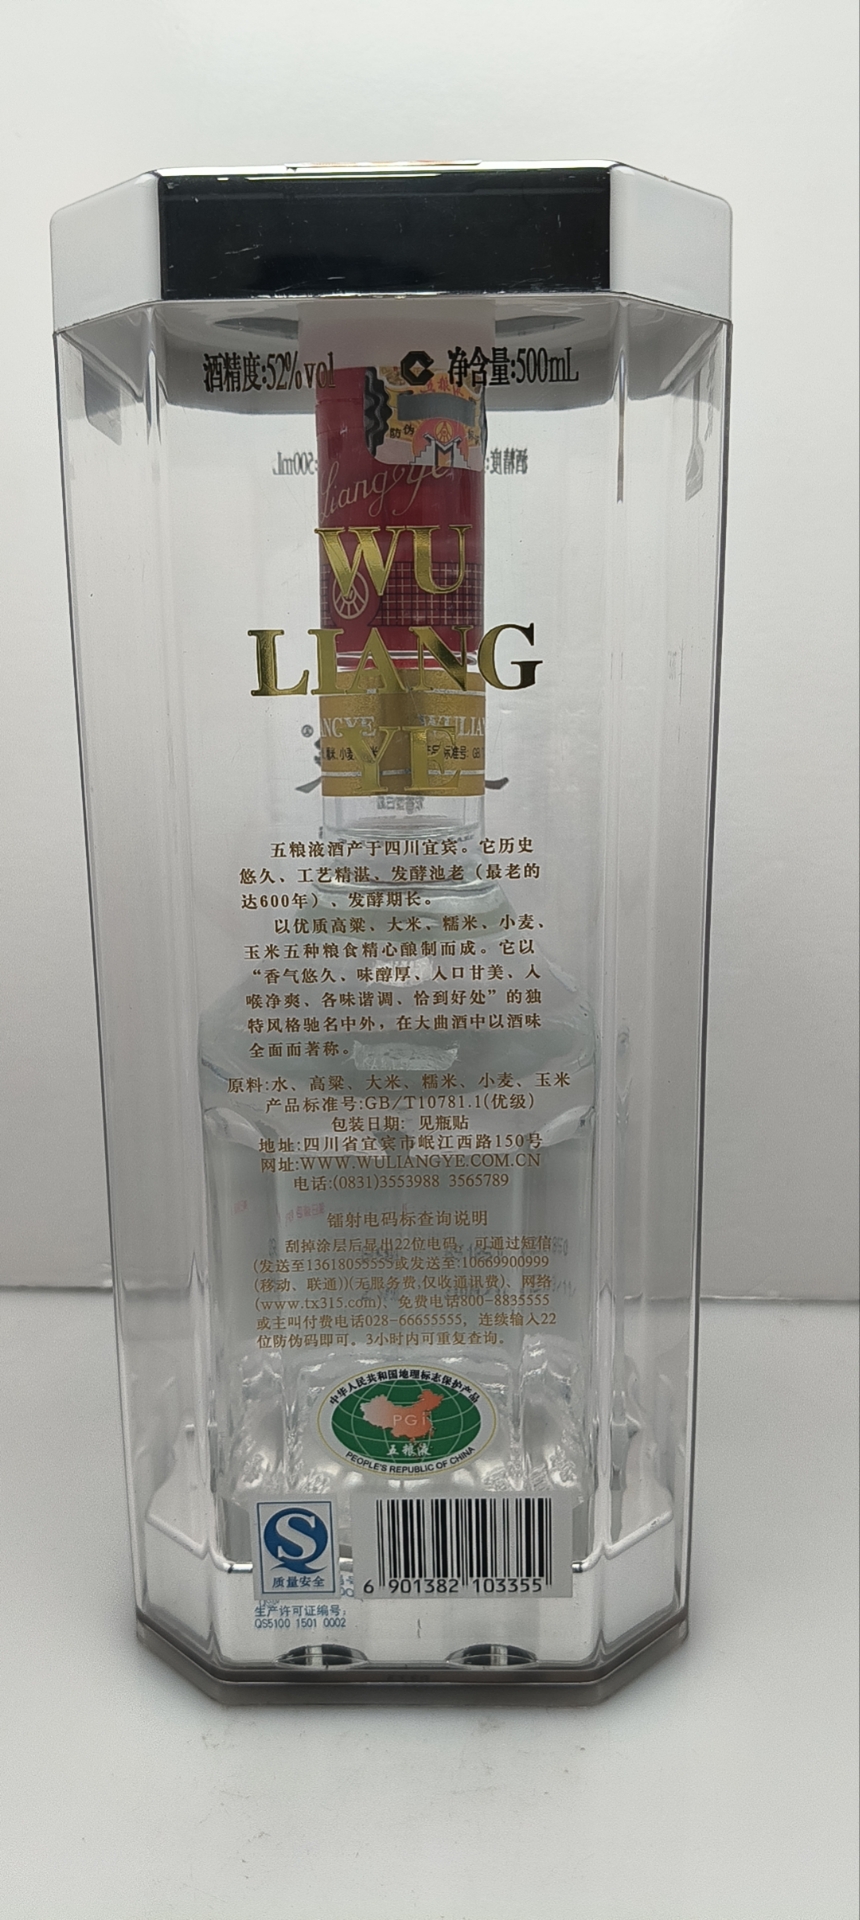 酒精度:52%vol 净含量:500mL
防伪
Liangye
WU
LIANG
YE
五粮液酒产于四川宜宾。它历史
悠久、工艺精湛、发酵池老（最老的
达600年）、发酵期长。
以优质高粱、大米、糯米、小麦、
玉米五种粮食精心酿制而成。它以
“香气悠久、味醇厚、入口甘美、入
喉净爽、各味谐调、恰到好处”的独
特风格驰名中外，在大曲酒中以酒味
全面而著称。
原料:水、高粱、大米、糯米、小麦、玉米
产品标准号:GB/T10781.1(优级)
包装日期: 见瓶贴
地址:四川省宜宾市岷江西路150号
网址:WWW.WULIANGYE.COM.CN
电话:(0831)3553988 3565789
镭射电码标查询说明
刮掉涂层后显出22位电码，可通过短信
(发送至13618055555或发送至:10669900999
(移动、联通))(无服务费,仅收通讯费)、网络
(www.tx315.com)、免费电话800-8835555
或主叫付费电话028-66655555，连续输入22
位防伪码即可。3小时内可重复查询。
中华人民共和国地理标志保护产品
PGI
五粮液
PEOPLE'S REPUBLIC OF CHINA
质量安全
6 901382 103355
生产许可证编号:
QS5100 1501 0002